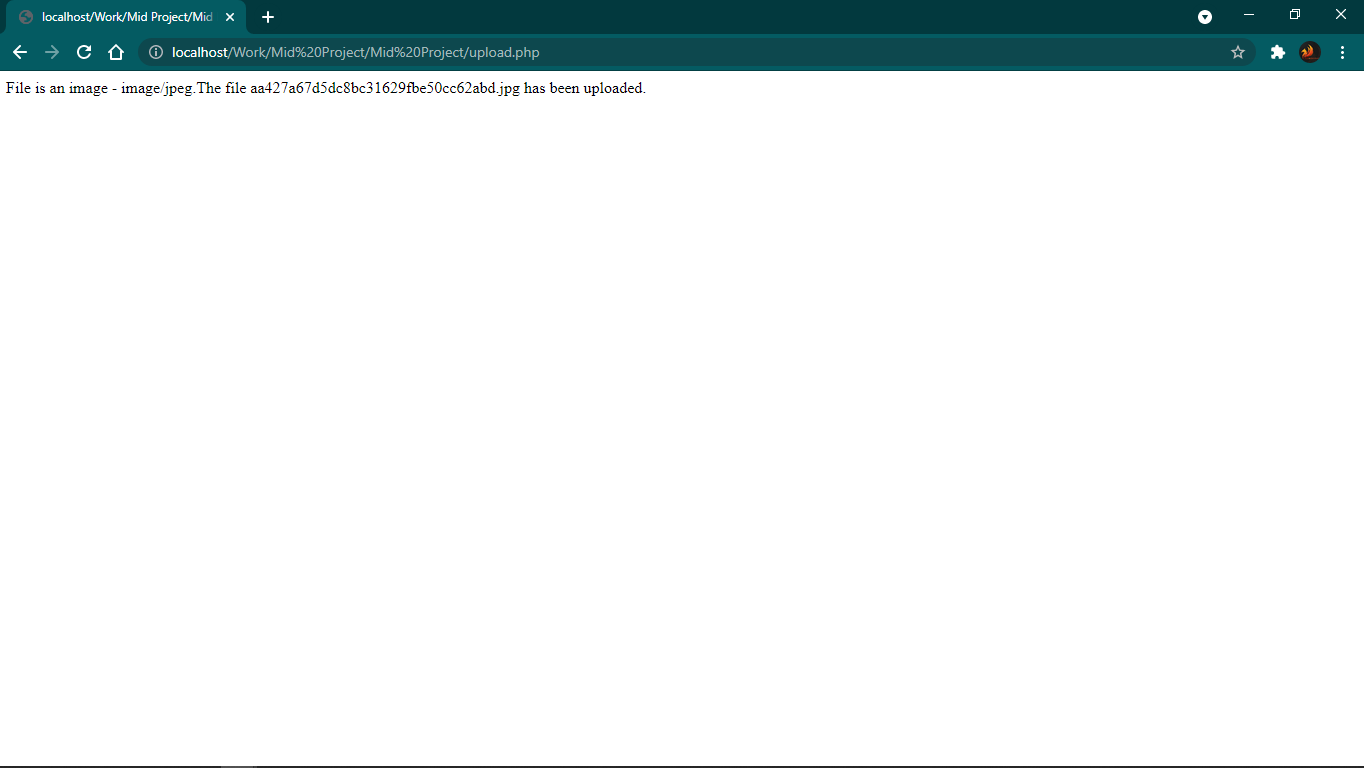 localhost/Work/Mid Project/Mid
localhost/Work/Mid%20Project/Mid%20Project/upload.php
File is an image - image/jpeg.The file aa427a67d5dc8bc31629fbe50cc62abd.jpg has been uploaded.